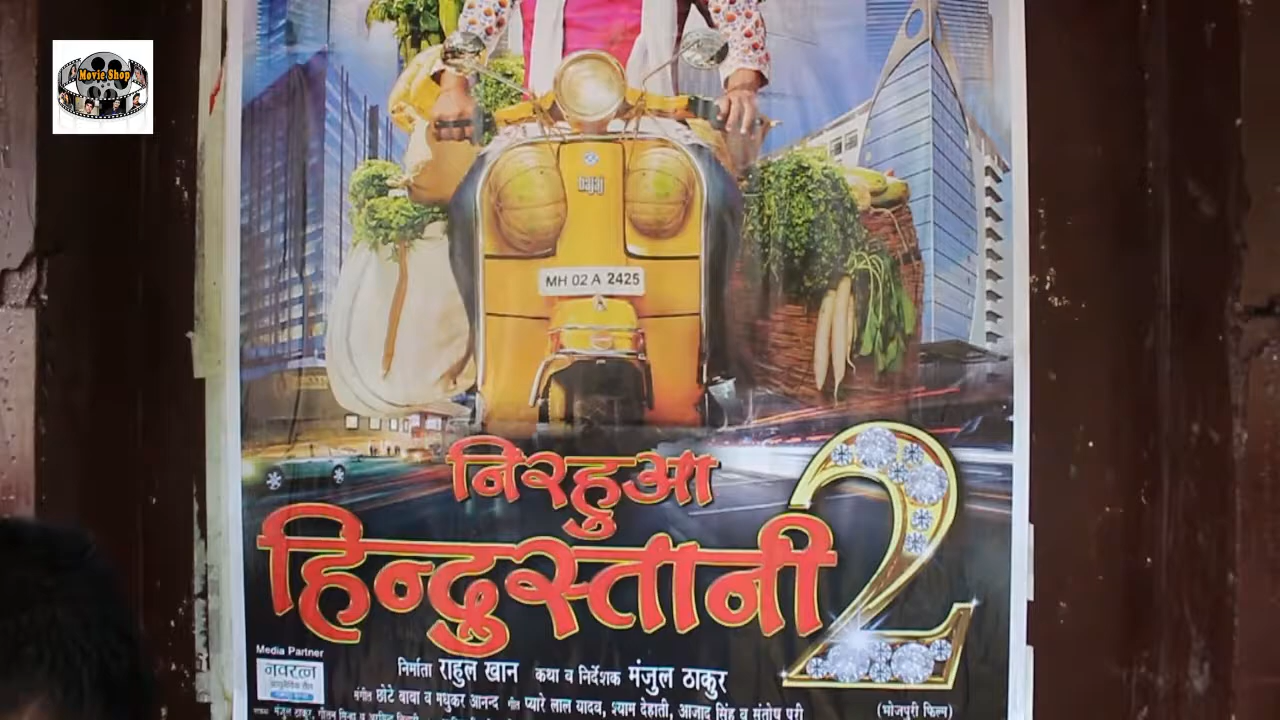 Movie Shop
bajaj
MH 02 A 2425
निरहुआ
हिन्दुस्तानी 2
Media Partner
नवरत्न
आयुर्वेदिक तेल
निर्माता राहुल खान कथा व निर्देशक मंजुल ठाकुर
संगीत छोटे बाबा व मधुकर आनन्द गीत प्यारे लाल यादव, श्याम देहाती, आजाद सिंह व संतोष पुरी
मंजुल ठाकुर,
(भोजपुरी फिल्म)